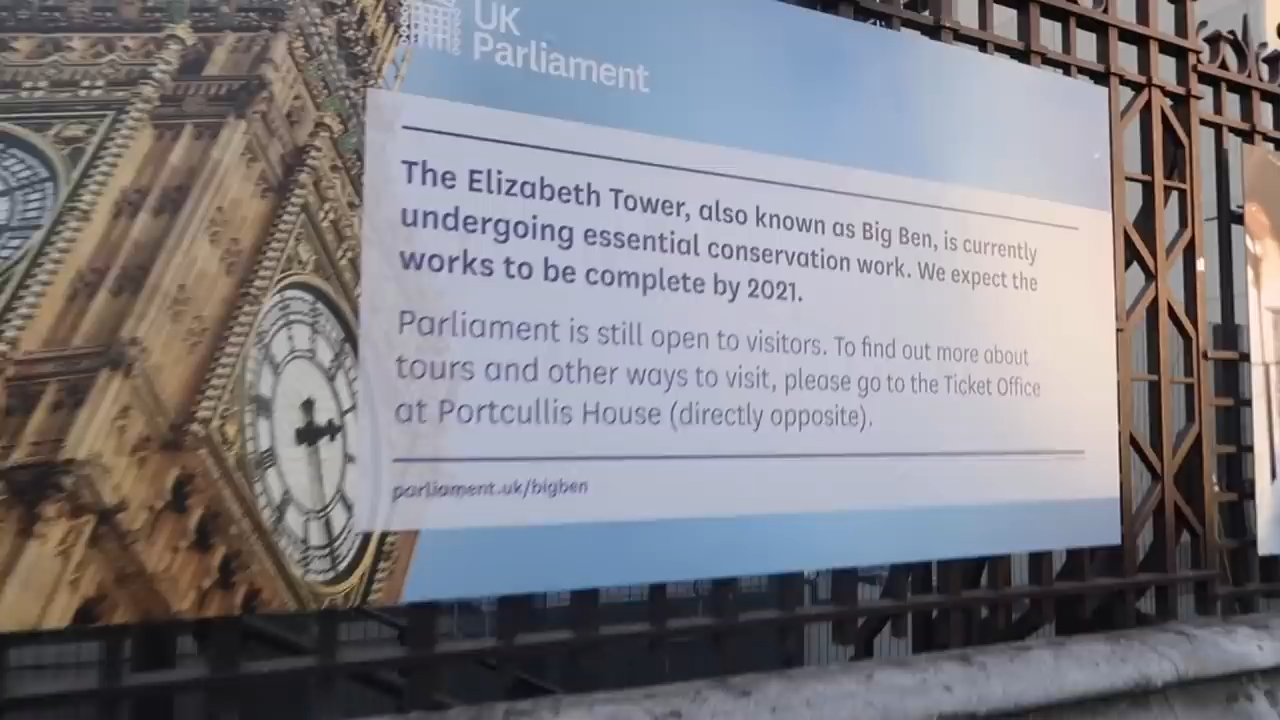 UK
Parliament
The Elizabeth Tower, also known as Big Ben, is currently
undergoing essential conservation work. We expect the
works to be complete by 2021.
Parliament is still open to visitors. To find out more about
tours and other ways to visit, please go to the Ticket Office
at Portcullis House (directly opposite).
parliament.uk/bigben